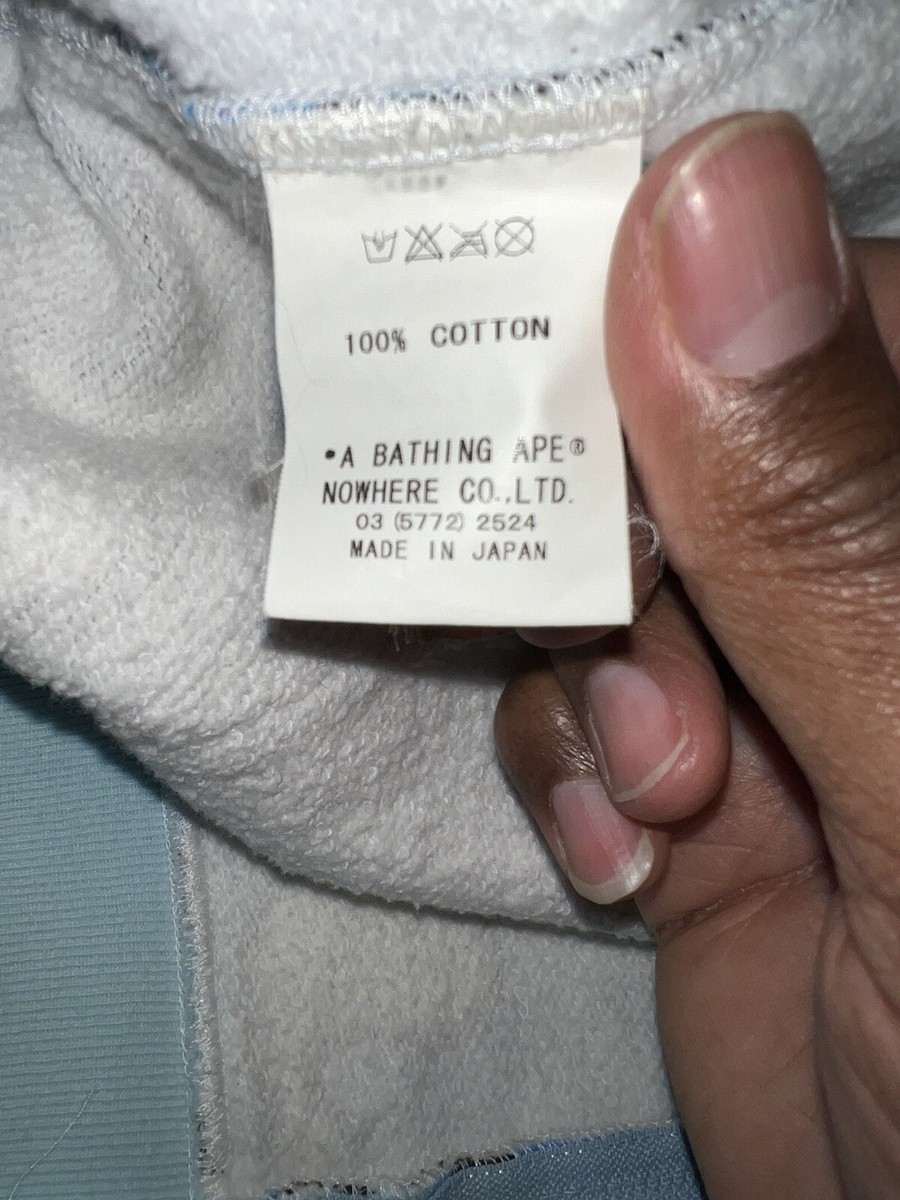 100% COTTON
•A BATHING APE®
NOWHERE CO.,LTD.
03 (5772) 2524
MADE IN JAPAN